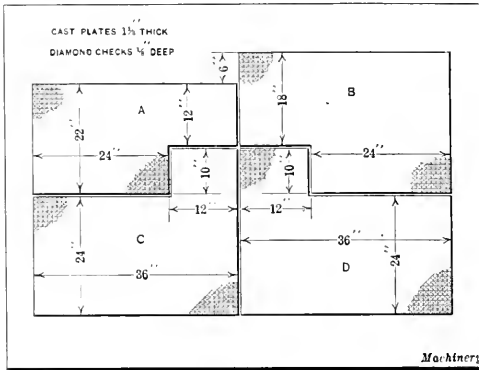 CAST PLATES 1⅛" THICK
DIAMOND CHECKS ⅛" DEEP
6"
A
B
12"
18"
22"
24"
24"
10"
10"
12"
12"
C
36"
24"
36"
24"
D
Machinery